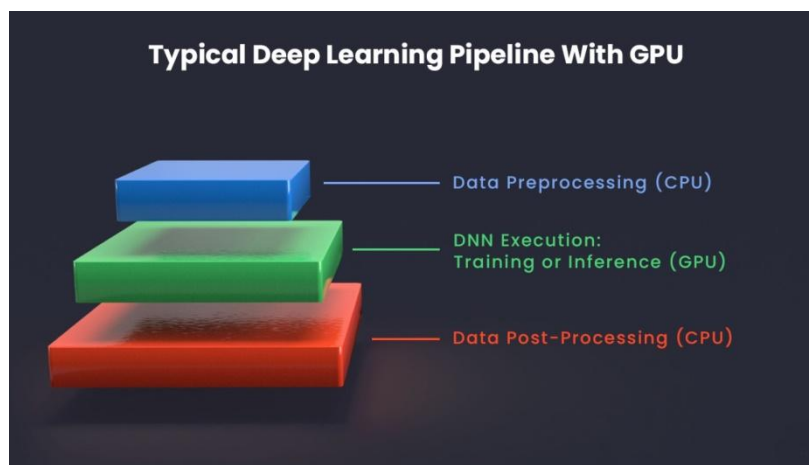 Typical Deep Learning Pipeline With GPU
Data Preprocessing (CPU)
DNN Execution:
Training or Inference (GPU)
Data Post-Processing (CPU)